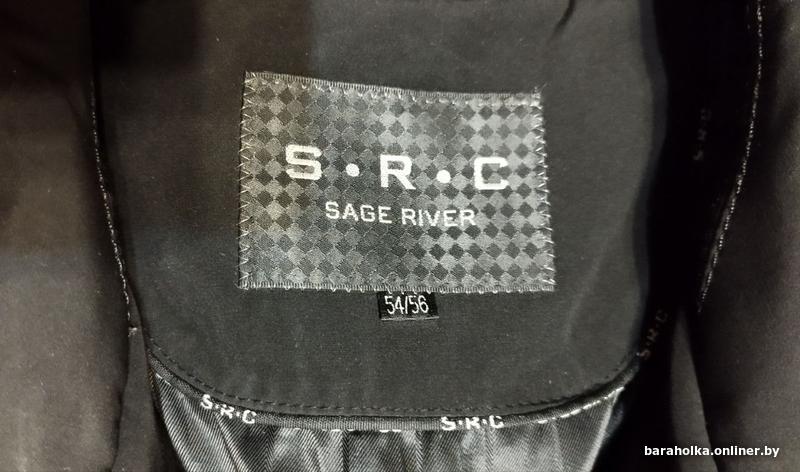 S•R•C
SAGE RIVER
54/56
S•R•C
S•R•C
S•R•C
S•R•C
baraholka.onliner.by